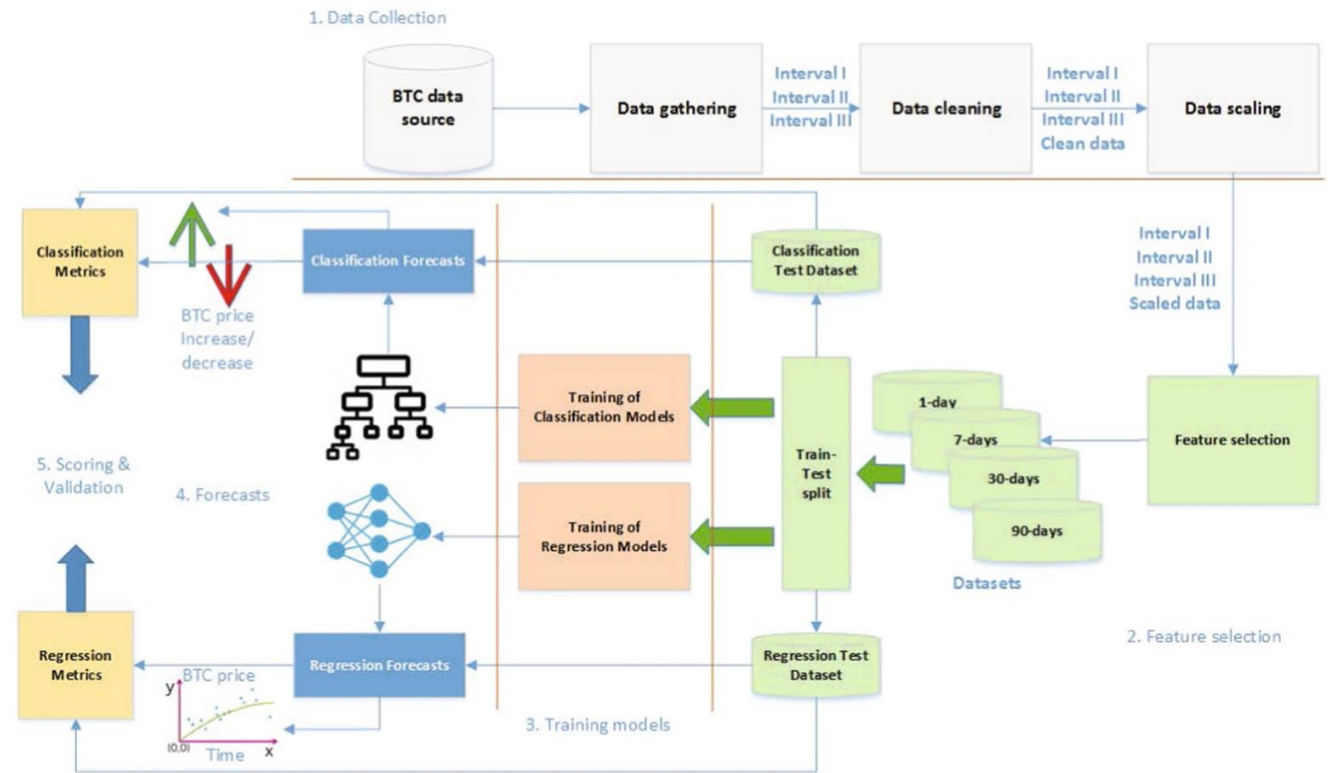 1. Data Collection
BTC data
source
Data gathering
Interval I
Interval II
Interval III
Data cleaning
Interval I
Interval II
Interval III
Clean data
Data scaling
Interval I
Interval II
Interval III
Scaled data
Classification
Metrics
BTC price
Increase/
decrease
Classification Forecasts
Classification
Test Dataset
Training of
Classification Models
Train-
Test
split
1-day
7-days
30-days
90-days
Datasets
Feature selection
2. Feature selection
5. Scoring &
Validation
4. Forecasts
Training of
Regression Models
3. Training models
Regression
Metrics
Regression Forecasts
Regression Test
Dataset
BTC price
y
(0,0)
Time
x